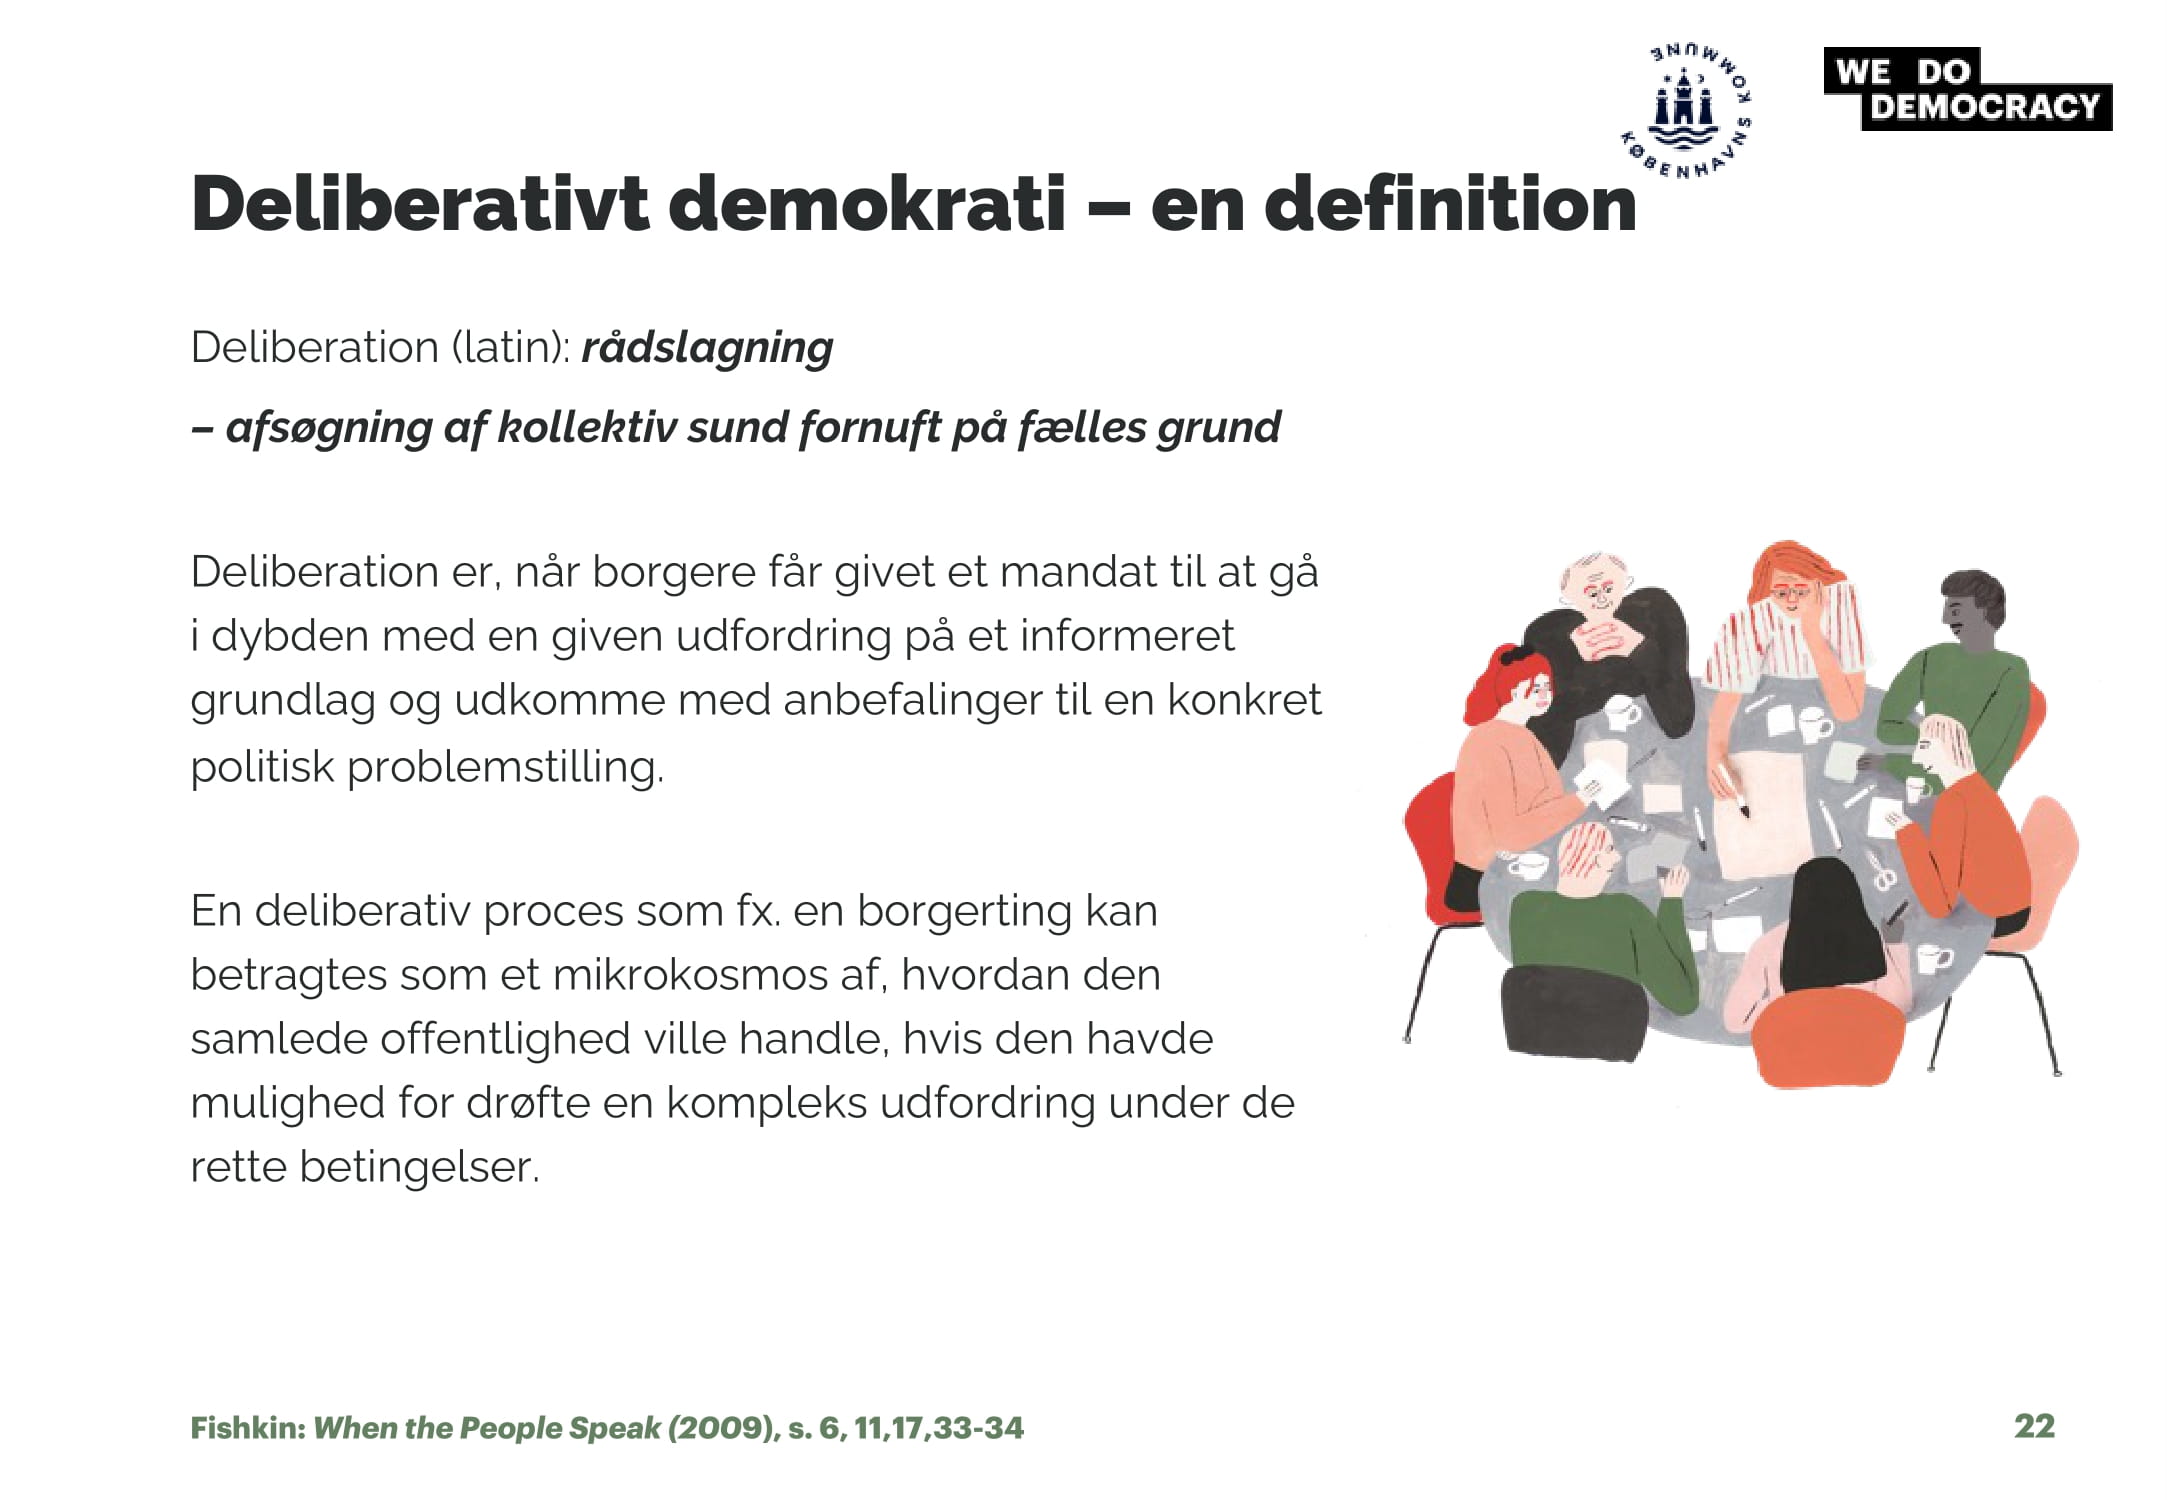 KØBENHAVNS KOMMUNE
WE DO
DEMOCRACY
Deliberativt demokrati – en definition
Deliberation (latin): rådslagning
– afsøgning af kollektiv sund fornuft på fælles grund
Deliberation er, når borgere får givet et mandat til at gå
i dybden med en given udfordring på et informeret
grundlag og udkomme med anbefalinger til en konkret
politisk problemstilling.
En deliberativ proces som fx. en borgerting kan
betragtes som et mikrokosmos af, hvordan den
samlede offentlighed ville handle, hvis den havde
mulighed for drøfte en kompleks udfordring under de
rette betingelser.
Fishkin: When the People Speak (2009), s. 6, 11,17,33-34
22